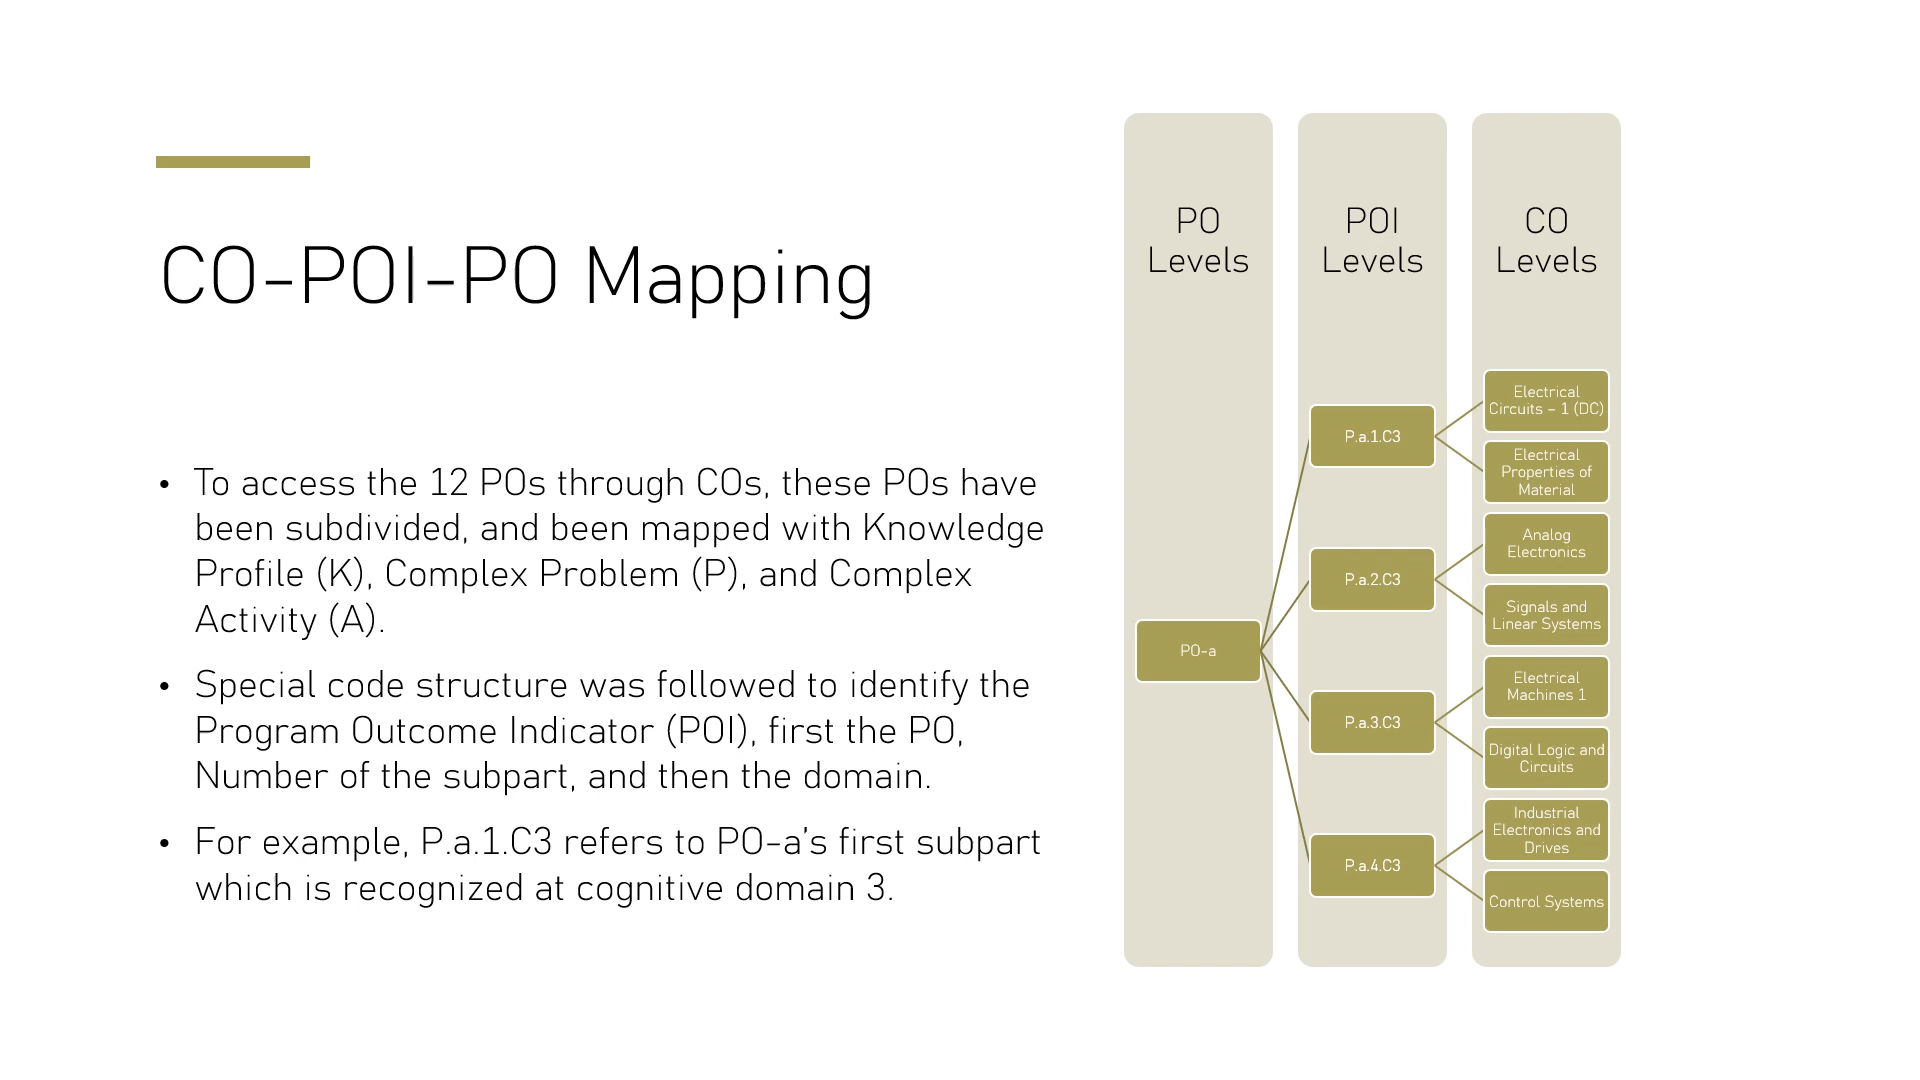 CO-POI-PO Mapping
• To access the 12 POs through COs, these POs have
been subdivided, and been mapped with Knowledge
Profile (K), Complex Problem (P), and Complex
Activity (A).
• Special code structure was followed to identify the
Program Outcome Indicator (POI), first the PO,
Number of the subpart, and then the domain.
• For example, P.a.1.C3 refers to PO-a's first subpart
which is recognized at cognitive domain 3.
PO
Levels
PO-a
POI
Levels
P.a.1.C3
P.a.2.C3
P.a.3.C3
P.a.4.C3
CO
Levels
Electrical
Circuits – 1 (DC)
Electrical
Properties of
Material
Analog
Electronics
Signals and
Linear Systems
Electrical
Machines 1
Digital Logic and
Circuits
Industrial
Electronics and
Drives
Control Systems